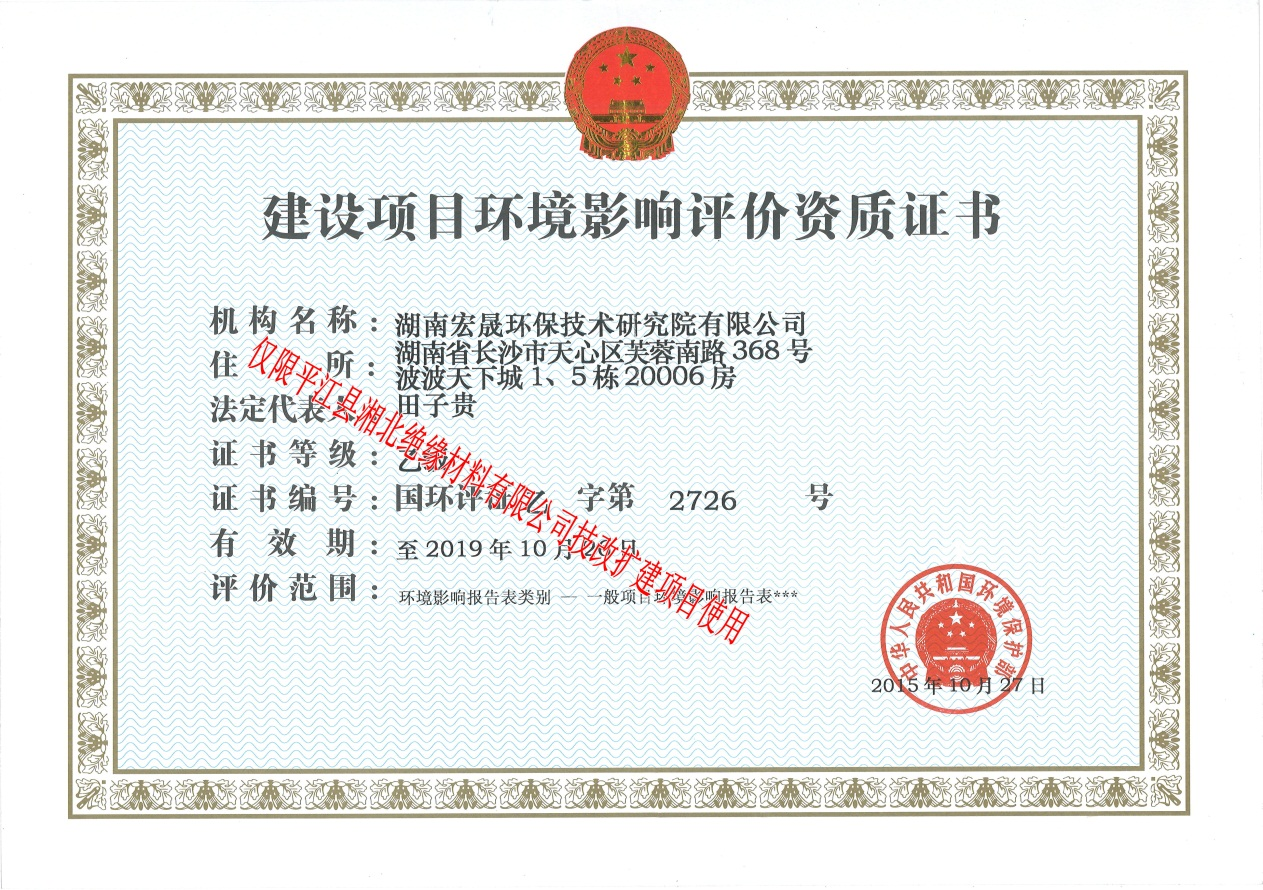 建设项目环境影响评价资质证书
机构名称：湖南宏晟环保技术研究院有限公司
住所：湖南省长沙市天心区芙蓉南路368号
波波天下城1、5栋20006房
法定代表人 田子贵
证书等级：乙级
证书编号：国环评证乙 字第 2726 号
有效期：至2019年10月26日
评价范围：环境影响报告表类别 — 一般项目环境影响报告表***
仅限平江县湘北绝缘材料有限公司技改扩建项目使用
中华人民共和国环境保护部
2015年10月27日